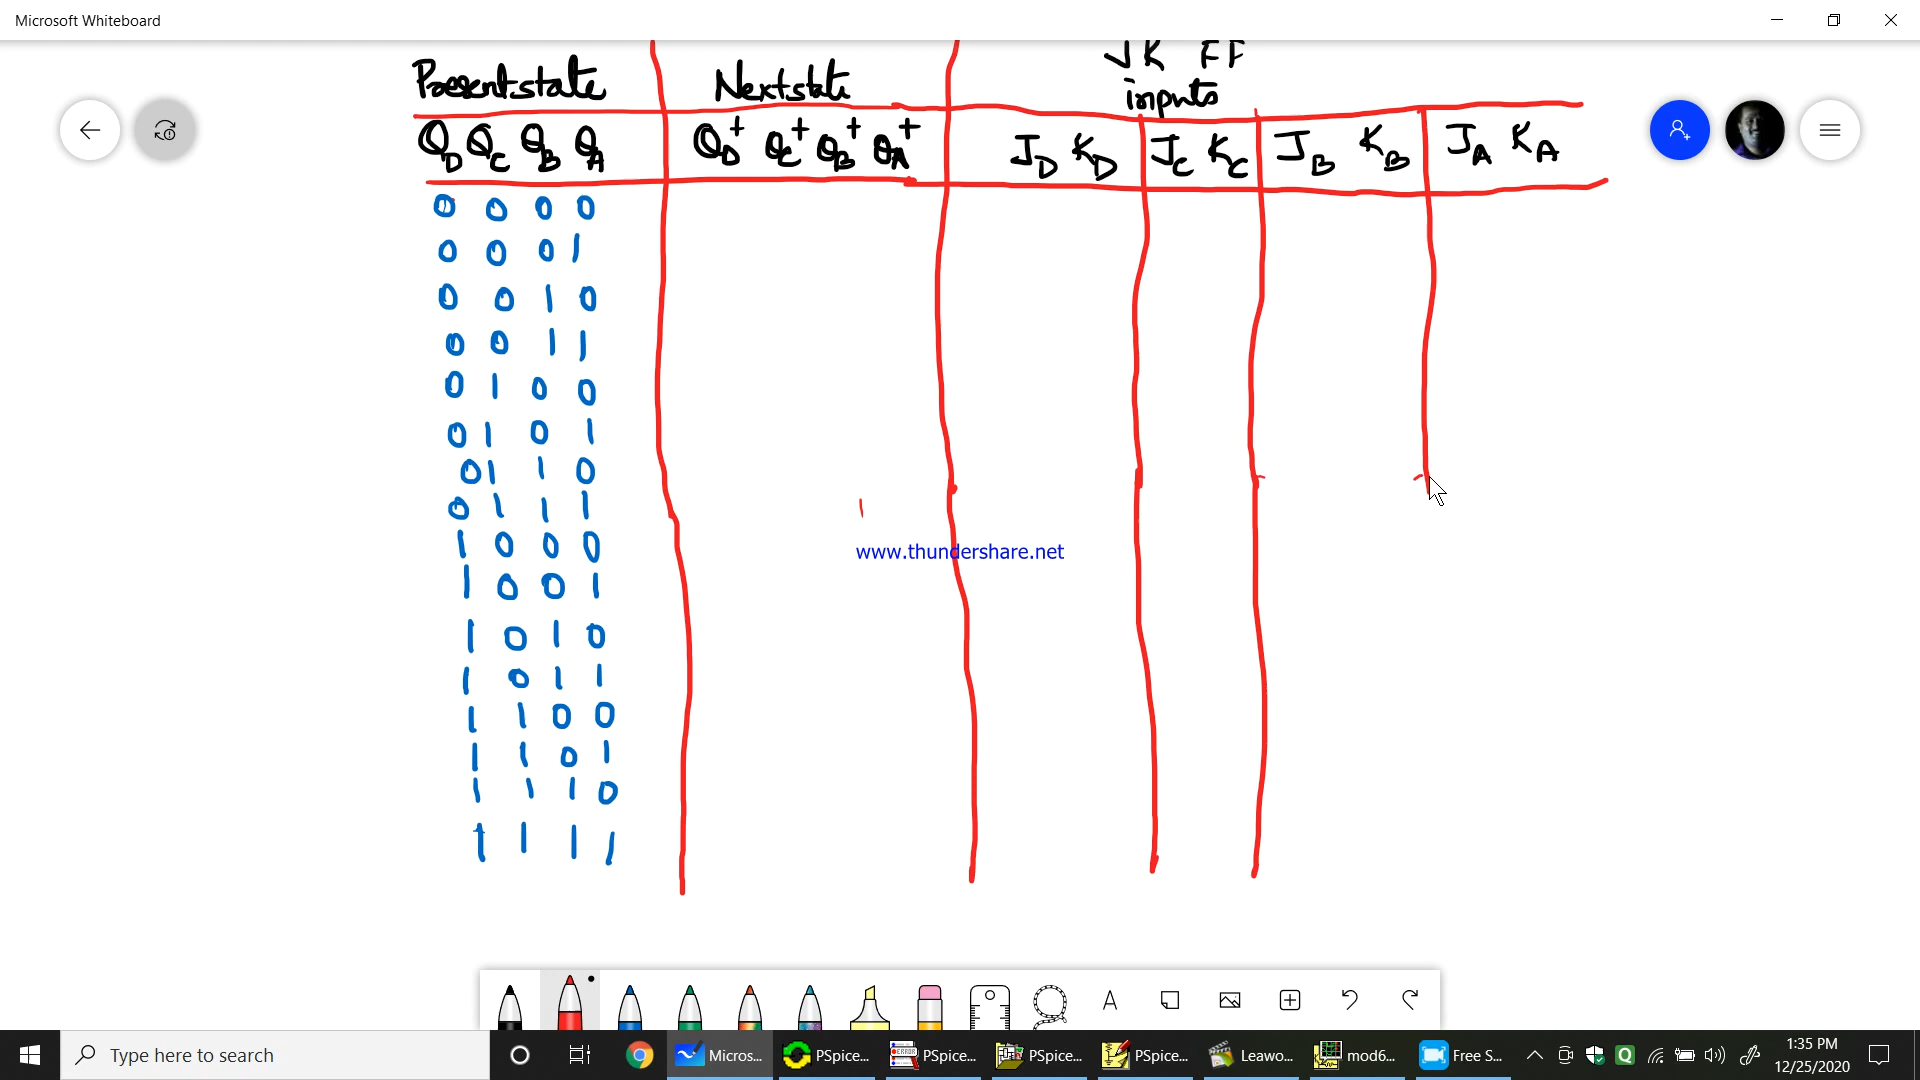 Microsoft Whiteboard
JK FF
Present state Next state inputs
QD QC QB QA QD+ QC+ QB+ QA+ JD KD JC KC JB KB JA KA
0 0 0 0
0 0 0 1
0 0 1 0
0 0 1 1
0 1 0 0
0 1 0 1
0 1 1 0
0 1 1 1
1 0 0 0
1 0 0 1
1 0 1 0
1 0 1 1
1 1 0 0
1 1 0 1
1 1 1 0
1 1 1 1
www.thundershare.net
Type here to search
Micros...
PSpice...
PSpice...
PSpice...
PSpice...
Leawo...
mod6...
Free S...
1:35 PM
12/25/2020